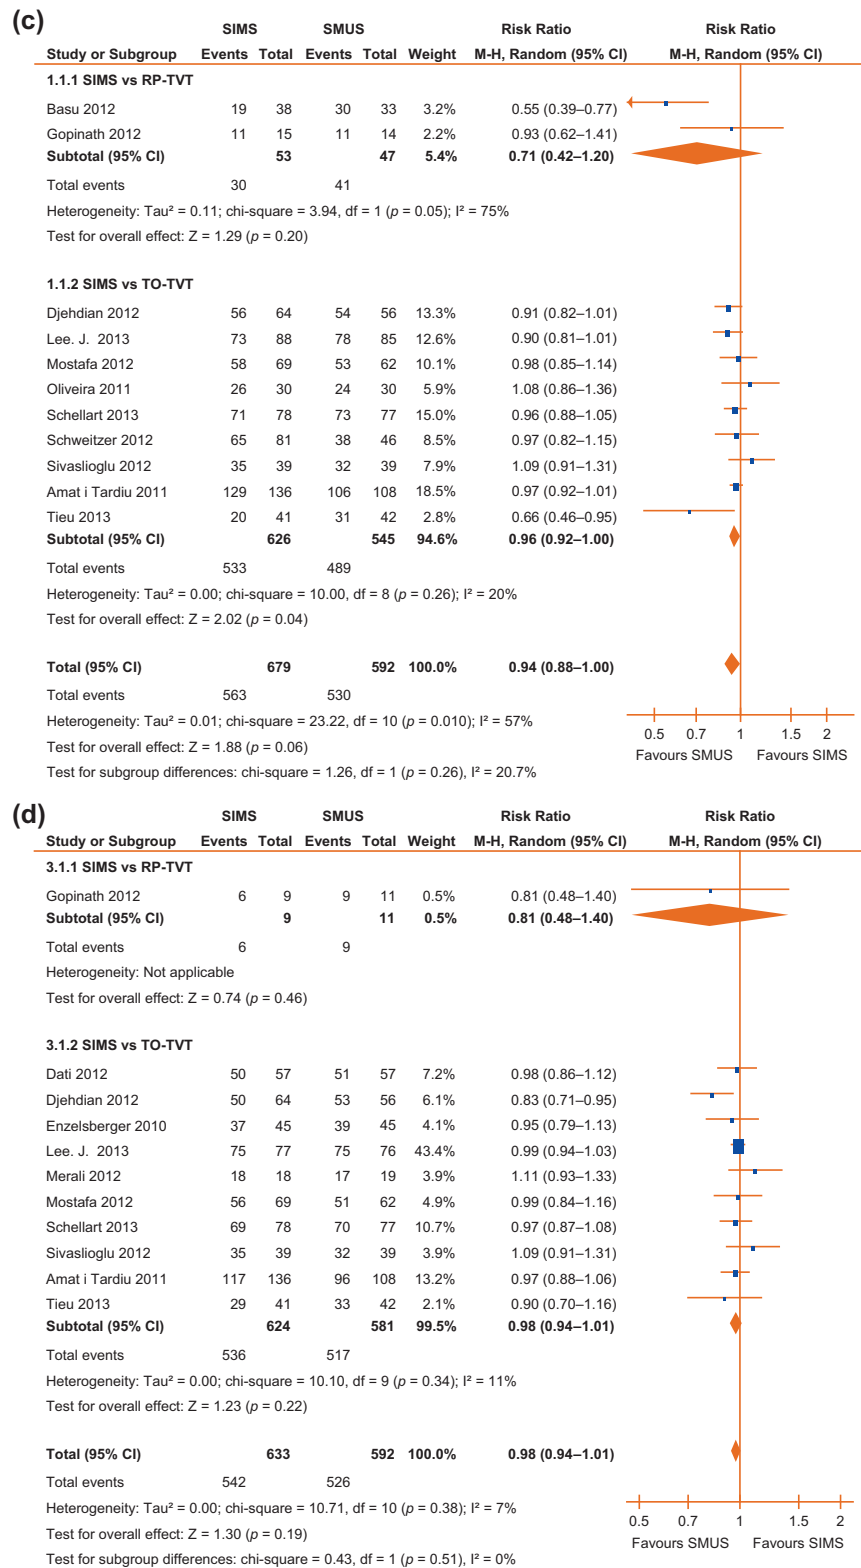 (c)
SIMS SMUS Risk Ratio Risk Ratio
Study or Subgroup Events Total Events Total Weight M-H, Random (95% CI) M-H, Random (95% CI)
1.1.1 SIMS vs RP-TVT
Basu 2012 19 38 30 33 3.2% 0.55 (0.39–0.77)
Gopinath 2012 11 15 11 14 2.2% 0.93 (0.62–1.41)
Subtotal (95% CI) 53 47 5.4% 0.71 (0.42–1.20)
Total events 30 41
Heterogeneity: Tau² = 0.11; chi-square = 3.94, df = 1 (p = 0.05); I² = 75%
Test for overall effect: Z = 1.29 (p = 0.20)
1.1.2 SIMS vs TO-TVT
Djehdian 2012 56 64 54 56 13.3% 0.91 (0.82–1.01)
Lee. J. 2013 73 88 78 85 12.6% 0.90 (0.81–1.01)
Mostafa 2012 58 69 53 62 10.1% 0.98 (0.85–1.14)
Oliveira 2011 26 30 24 30 5.9% 1.08 (0.86–1.36)
Schellart 2013 71 78 73 77 15.0% 0.96 (0.88–1.05)
Schweitzer 2012 65 81 38 46 8.5% 0.97 (0.82–1.15)
Sivaslioglu 2012 35 39 32 39 7.9% 1.09 (0.91–1.31)
Amat i Tardiu 2011 129 136 106 108 18.5% 0.97 (0.92–1.01)
Tieu 2013 20 41 31 42 2.8% 0.66 (0.46–0.95)
Subtotal (95% CI) 626 545 94.6% 0.96 (0.92–1.00)
Total events 533 489
Heterogeneity: Tau² = 0.00; chi-square = 10.00, df = 8 (p = 0.26); I² = 20%
Test for overall effect: Z = 2.02 (p = 0.04)
Total (95% CI) 679 592 100.0% 0.94 (0.88–1.00)
Total events 563 530
Heterogeneity: Tau² = 0.01; chi-square = 23.22, df = 10 (p = 0.010); I² = 57%
Test for overall effect: Z = 1.88 (p = 0.06)
Test for subgroup differences: chi-square = 1.26, df = 1 (p = 0.26), I² = 20.7%
0.5 0.7 1 1.5 2
Favours SMUS Favours SIMS
(d)
SIMS SMUS Risk Ratio Risk Ratio
Study or Subgroup Events Total Events Total Weight M-H, Random (95% CI) M-H, Random (95% CI)
3.1.1 SIMS vs RP-TVT
Gopinath 2012 6 9 9 11 0.5% 0.81 (0.48–1.40)
Subtotal (95% CI) 9 11 0.5% 0.81 (0.48–1.40)
Total events 6 9
Heterogeneity: Not applicable
Test for overall effect: Z = 0.74 (p = 0.46)
3.1.2 SIMS vs TO-TVT
Dati 2012 50 57 51 57 7.2% 0.98 (0.86–1.12)
Djehdian 2012 50 64 53 56 6.1% 0.83 (0.71–0.95)
Enzelsberger 2010 37 45 39 45 4.1% 0.95 (0.79–1.13)
Lee. J. 2013 75 77 75 76 43.4% 0.99 (0.94–1.03)
Merali 2012 18 18 17 19 3.9% 1.11 (0.93–1.33)
Mostafa 2012 56 69 51 62 4.9% 0.99 (0.84–1.16)
Schellart 2013 69 78 70 77 10.7% 0.97 (0.87–1.08)
Sivaslioglu 2012 35 39 32 39 3.9% 1.09 (0.91–1.31)
Amat i Tardiu 2011 117 136 96 108 13.2% 0.97 (0.88–1.06)
Tieu 2013 29 41 33 42 2.1% 0.90 (0.70–1.16)
Subtotal (95% CI) 624 581 99.5% 0.98 (0.94–1.01)
Total events 536 517
Heterogeneity: Tau² = 0.00; chi-square = 10.10, df = 9 (p = 0.34); I² = 11%
Test for overall effect: Z = 1.23 (p = 0.22)
Total (95% CI) 633 592 100.0% 0.98 (0.94–1.01)
Total events 542 526
Heterogeneity: Tau² = 0.00; chi-square = 10.71, df = 10 (p = 0.38); I² = 7%
Test for overall effect: Z = 1.30 (p = 0.19)
Test for subgroup differences: chi-square = 0.43, df = 1 (p = 0.51), I² = 0%
0.5 0.7 1 1.5 2
Favours SMUS Favours SIMS